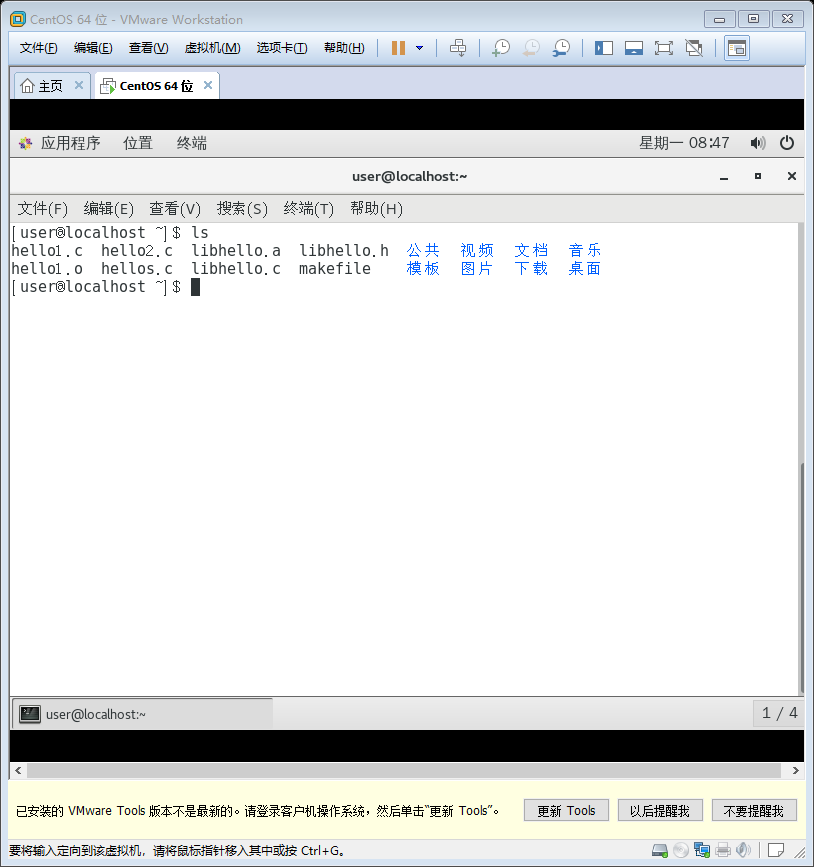 CentOS 64 位 - VMware Workstation
文件(F) 编辑(E) 查看(V) 虚拟机(M) 选项卡(T) 帮助(H)
主页 CentOS 64 位
应用程序 位置 终端 星期一 08:47
user@localhost:~
文件(F) 编辑(E) 查看(V) 搜索(S) 终端(T) 帮助(H)
[user@localhost ~]$ ls
hello1.c hello2.c libhello.a libhello.h 公共 视频 文档 音乐
hello1.o hellos.c libhello.c makefile 模板 图片 下载 桌面
[user@localhost ~]$
user@localhost:~ 1 / 4
已安装的 VMware Tools 版本不是最新的。请登录客户机操作系统，然后单击“更新 Tools”。 更新 Tools 以后提醒我 不要提醒我
要将输入定向到该虚拟机，请将鼠标指针移入其中或按 Ctrl+G。